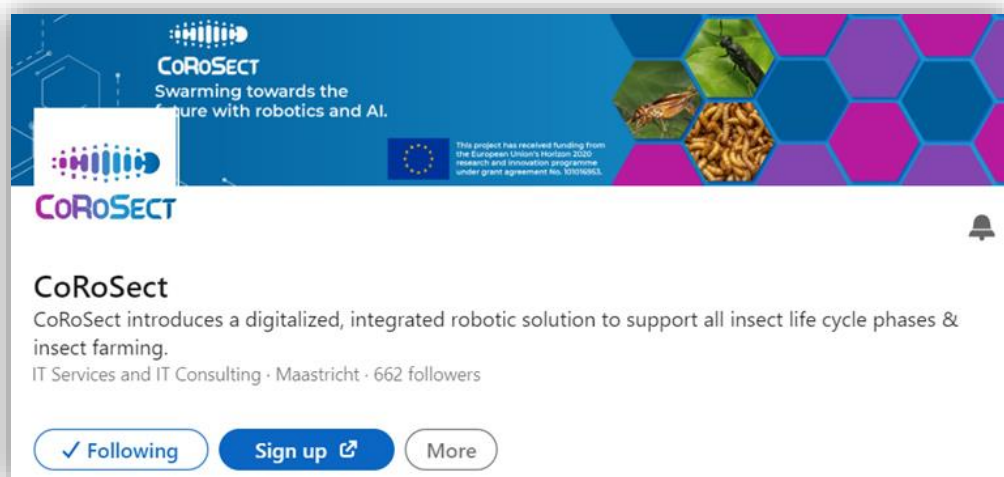 CoRoSect
Swarming towards the
future with robotics and AI.
This project has received funding from
the European Union's Horizon 2020
research and innovation programme
under grant agreement No. 101016953.
CoRoSect
CoRoSect
CoRoSect introduces a digitalized, integrated robotic solution to support all insect life cycle phases &
insect farming.
IT Services and IT Consulting · Maastricht · 662 followers
✓ Following
Sign up
More